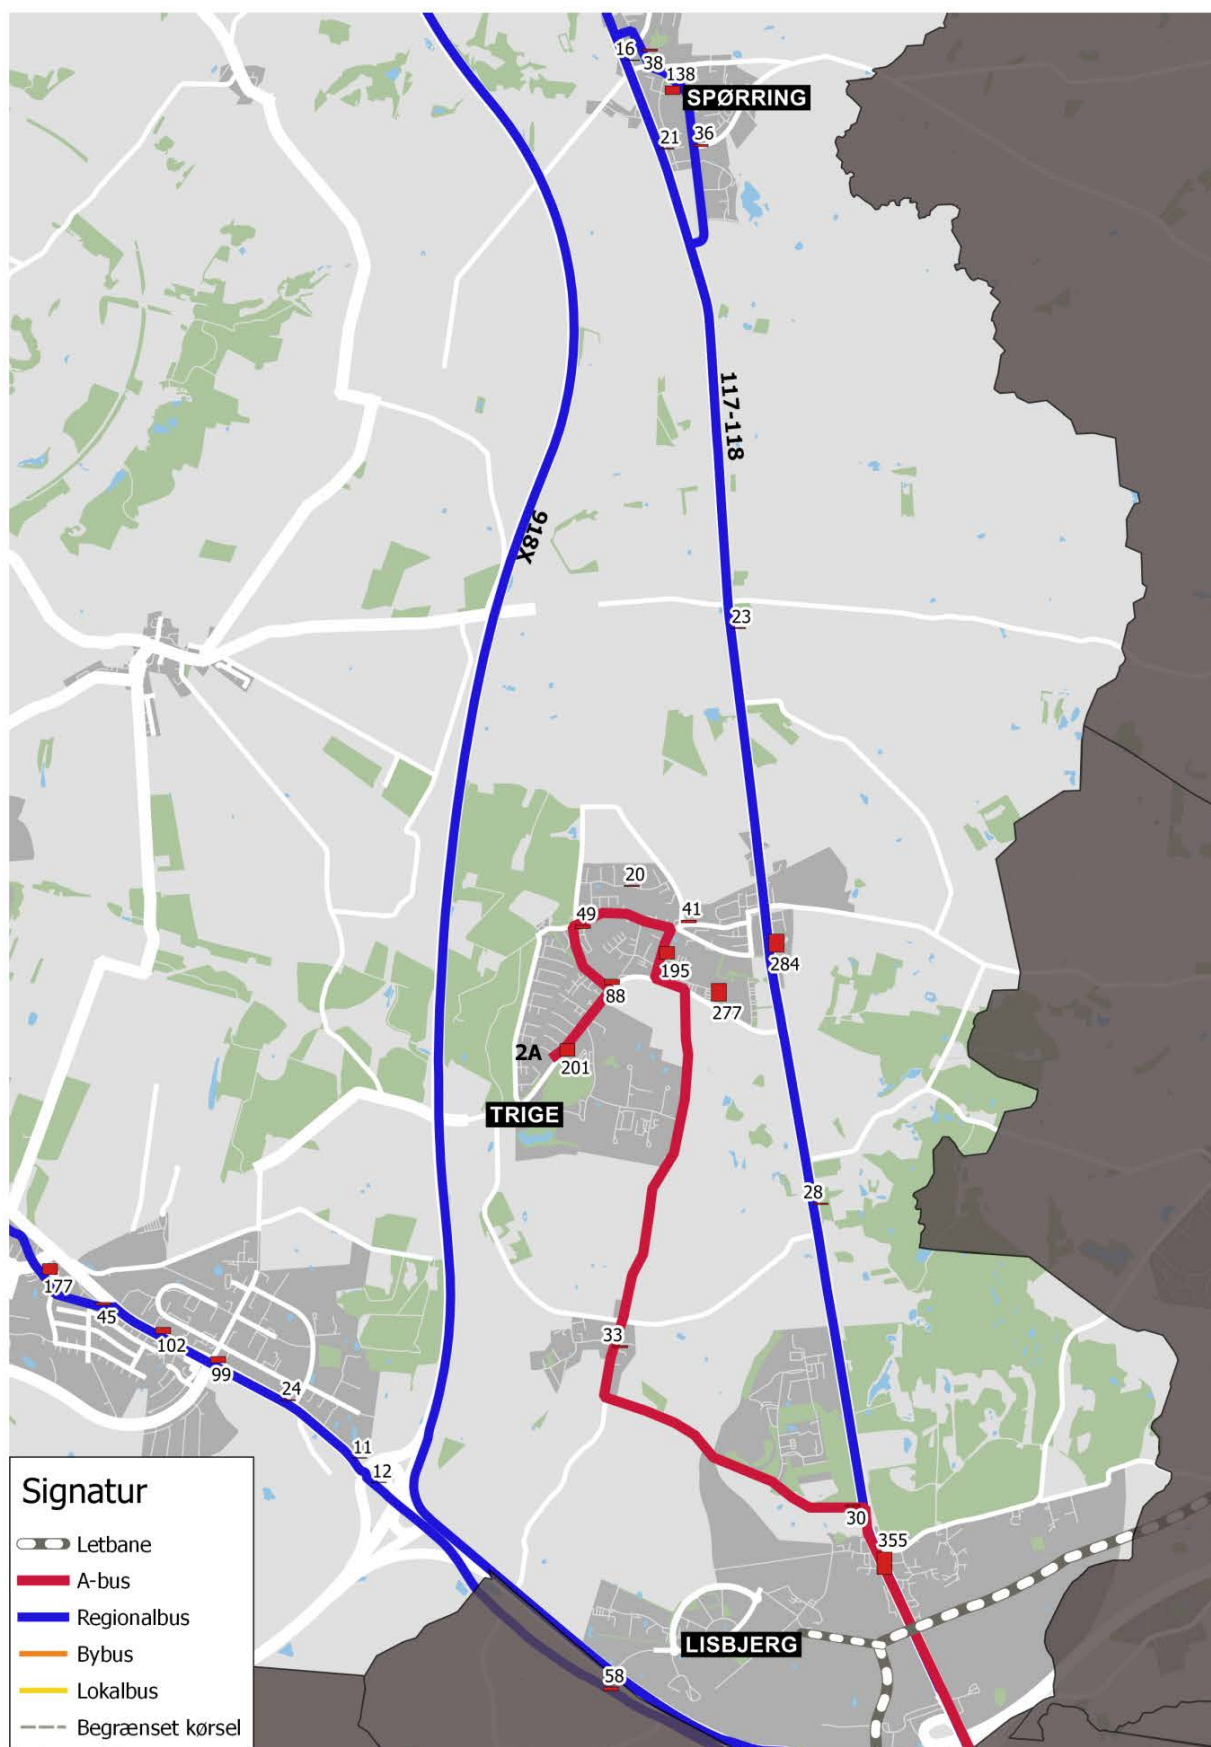 16
38
138
SPØRRING
21
36
117-118
918X
23
20
49
41
195
284
88
277
2A
201
TRIGE
28
177
45
33
102
99
24
11
12
30
355
LISBJERG
58
Signatur
Letbane
A-bus
Regionalbus
Bybus
Lokalbus
Begrænset kørsel